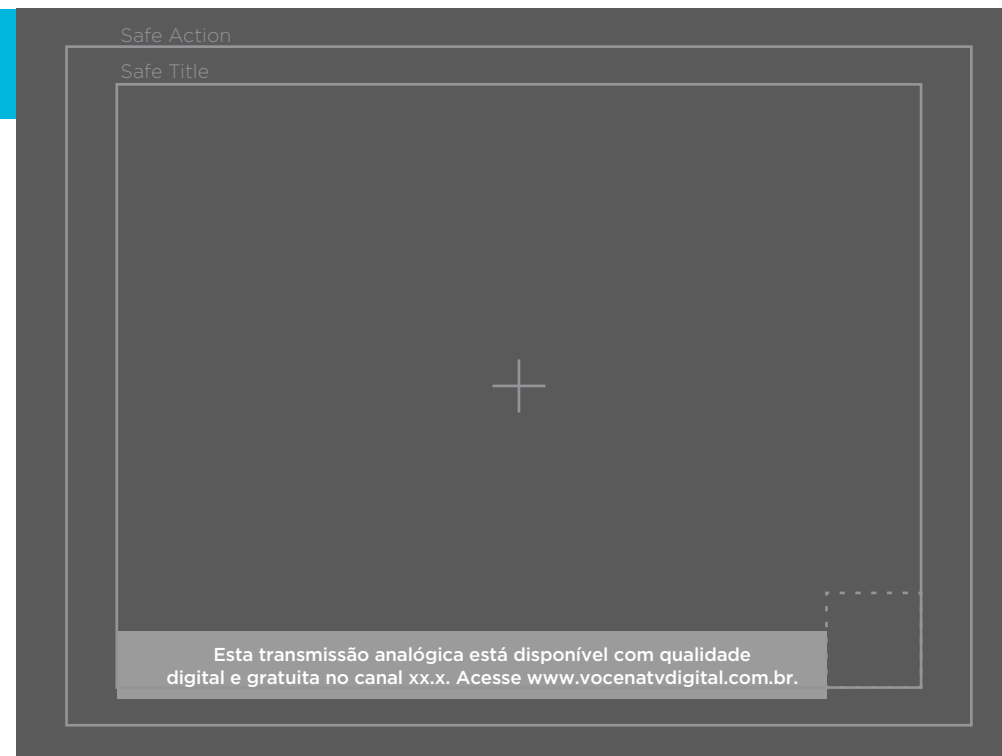 Safe Action
Safe Title
Esta transmissão analógica está disponível com qualidade
digital e gratuita no canal xx.x. Acesse www.vocenatvdigital.com.br.